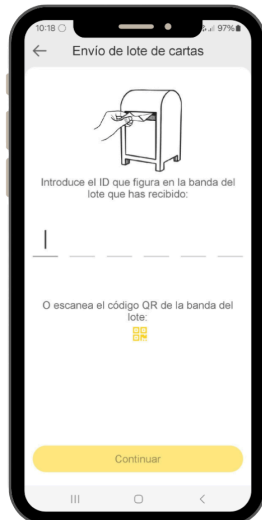 10:18
97%
Envío de lote de cartas
Introduce el ID que figura en la banda del
lote que has recibido:
O escanea el código QR de la banda del
lote:
Continuar